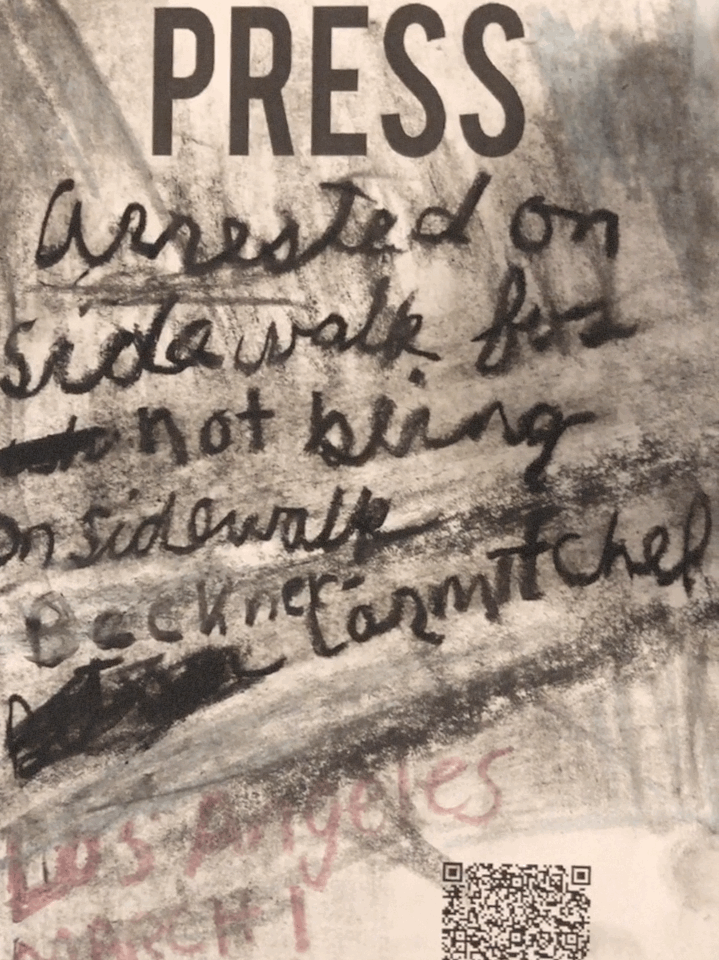 PRESS
Arrested on
sidewalk for
not being
on sidewalk
Beckner-Carmitchel
Los Angeles
MARCH 1